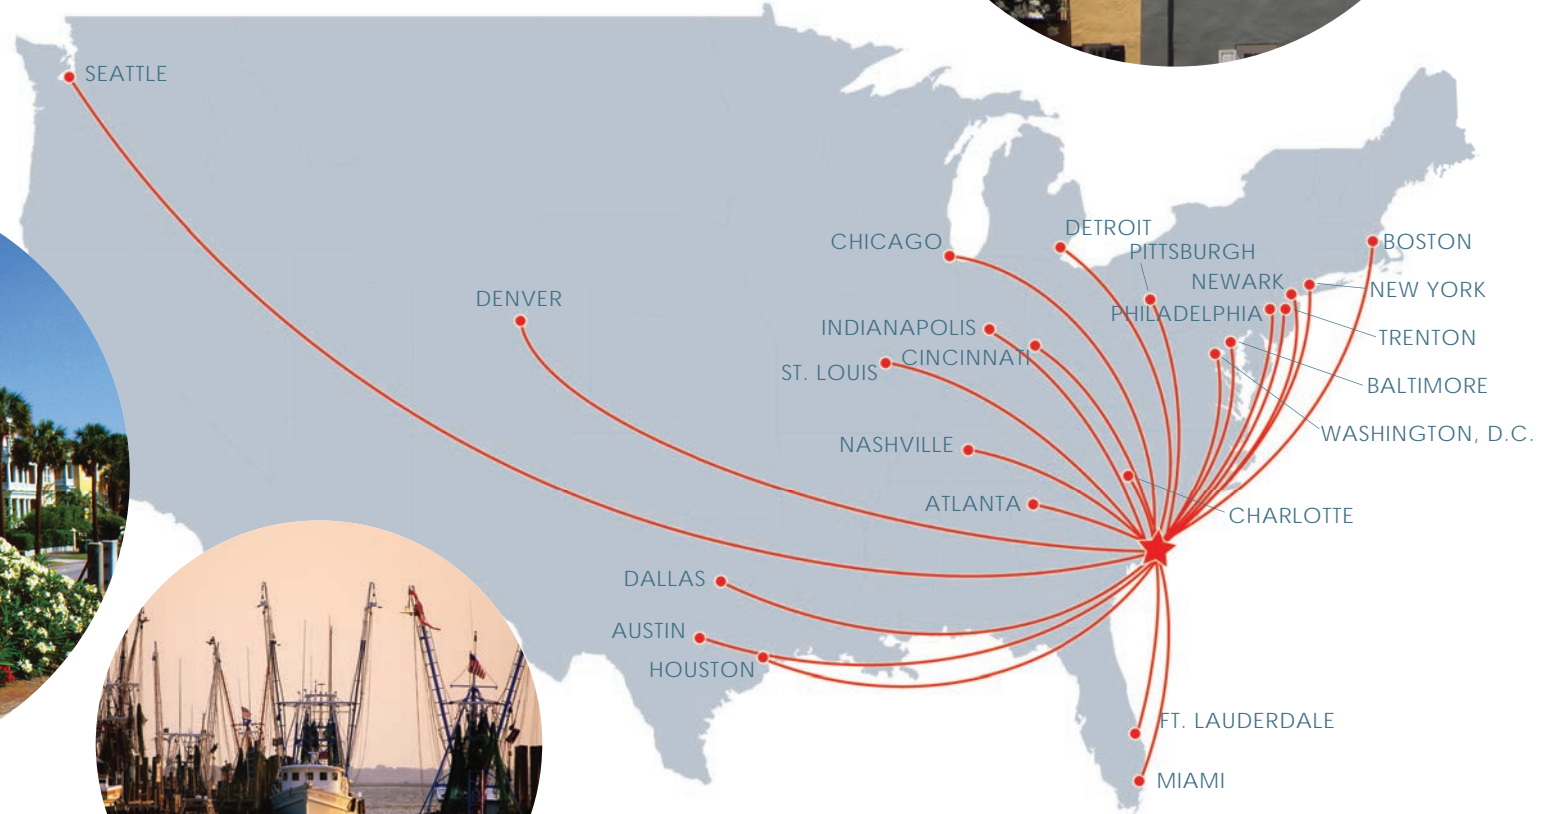 SEATTLE
DETROIT
CHICAGO
BOSTON
PITTSBURGH
NEWARK
NEW YORK
DENVER
PHILADELPHIA
INDIANAPOLIS
TRENTON
CINCINNATI
ST. LOUIS
BALTIMORE
WASHINGTON, D.C.
NASHVILLE
ATLANTA
CHARLOTTE
DALLAS
AUSTIN
HOUSTON
FT. LAUDERDALE
MIAMI